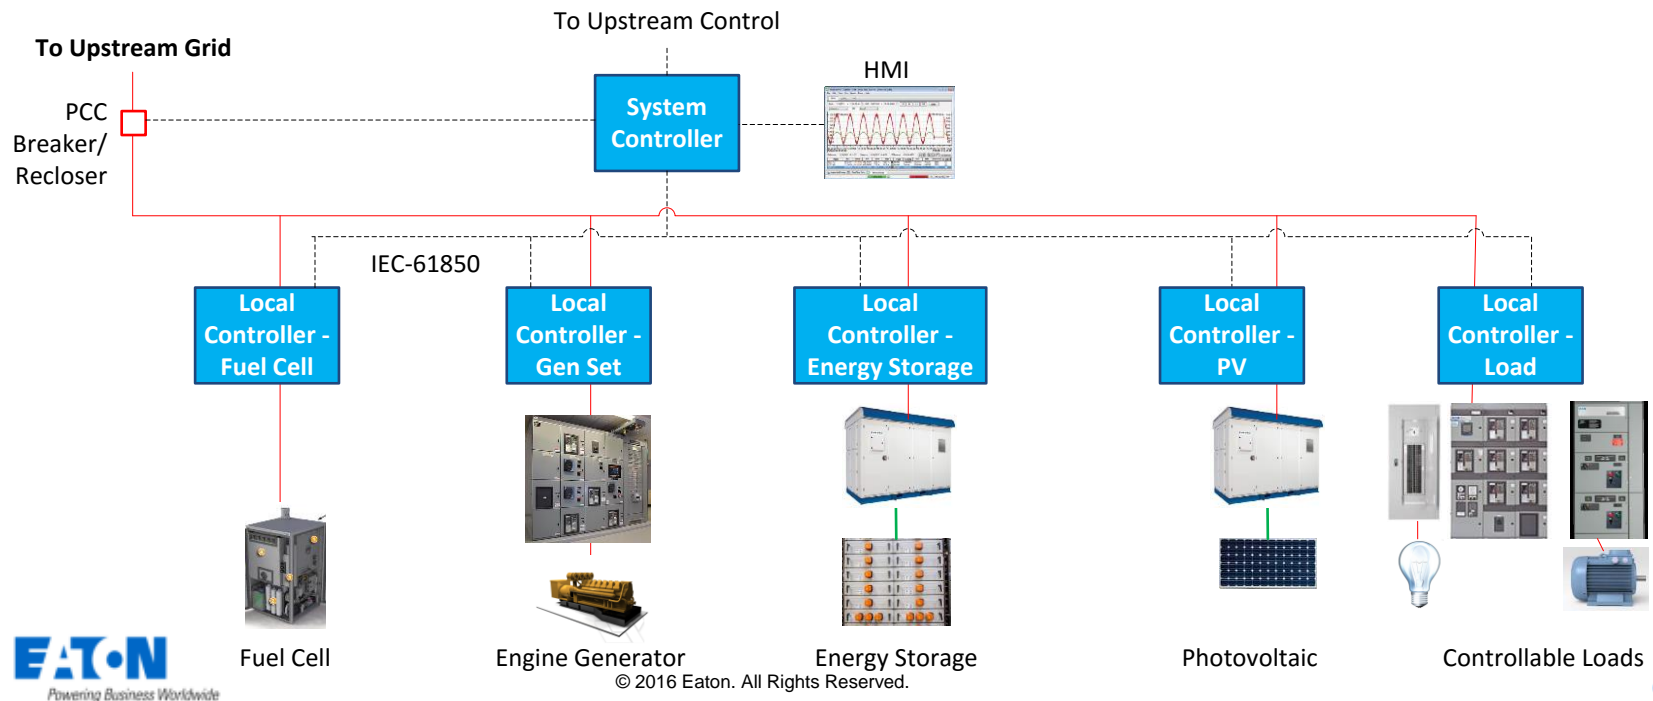 To Upstream Control
To Upstream Grid
HMI
PCC
Breaker/
Recloser
System
Controller
IEC-61850
Local
Controller -
Fuel Cell
Local
Controller -
Gen Set
Local
Controller -
Energy Storage
Local
Controller -
PV
Local
Controller -
Load
Fuel Cell
Engine Generator
Energy Storage
Photovoltaic
Controllable Loads
EATON
Powering Business Worldwide
© 2016 Eaton. All Rights Reserved.